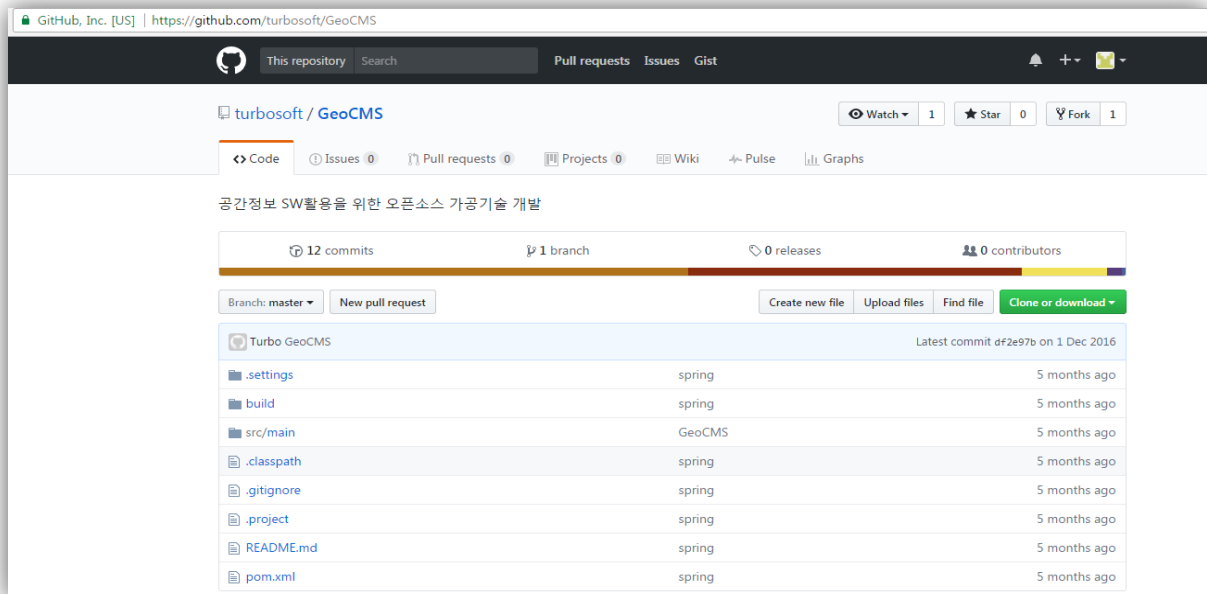 GitHub, Inc. [US] | https://github.com/turbosoft/GeoCMS
This repository Search Pull requests Issues Gist
turbosoft / GeoCMS Watch 1 Star 0 Fork 1
Code Issues 0 Pull requests 0 Projects 0 Wiki Pulse Graphs
공간정보 SW활용을 위한 오픈소스 가공기술 개발
12 commits 1 branch 0 releases 0 contributors
Branch: master New pull request Create new file Upload files Find file Clone or download
Turbo GeoCMS Latest commit df2e97b on 1 Dec 2016
.settings spring 5 months ago
build spring 5 months ago
src/main GeoCMS 5 months ago
.classpath spring 5 months ago
.gitignore spring 5 months ago
.project spring 5 months ago
README.md spring 5 months ago
pom.xml spring 5 months ago